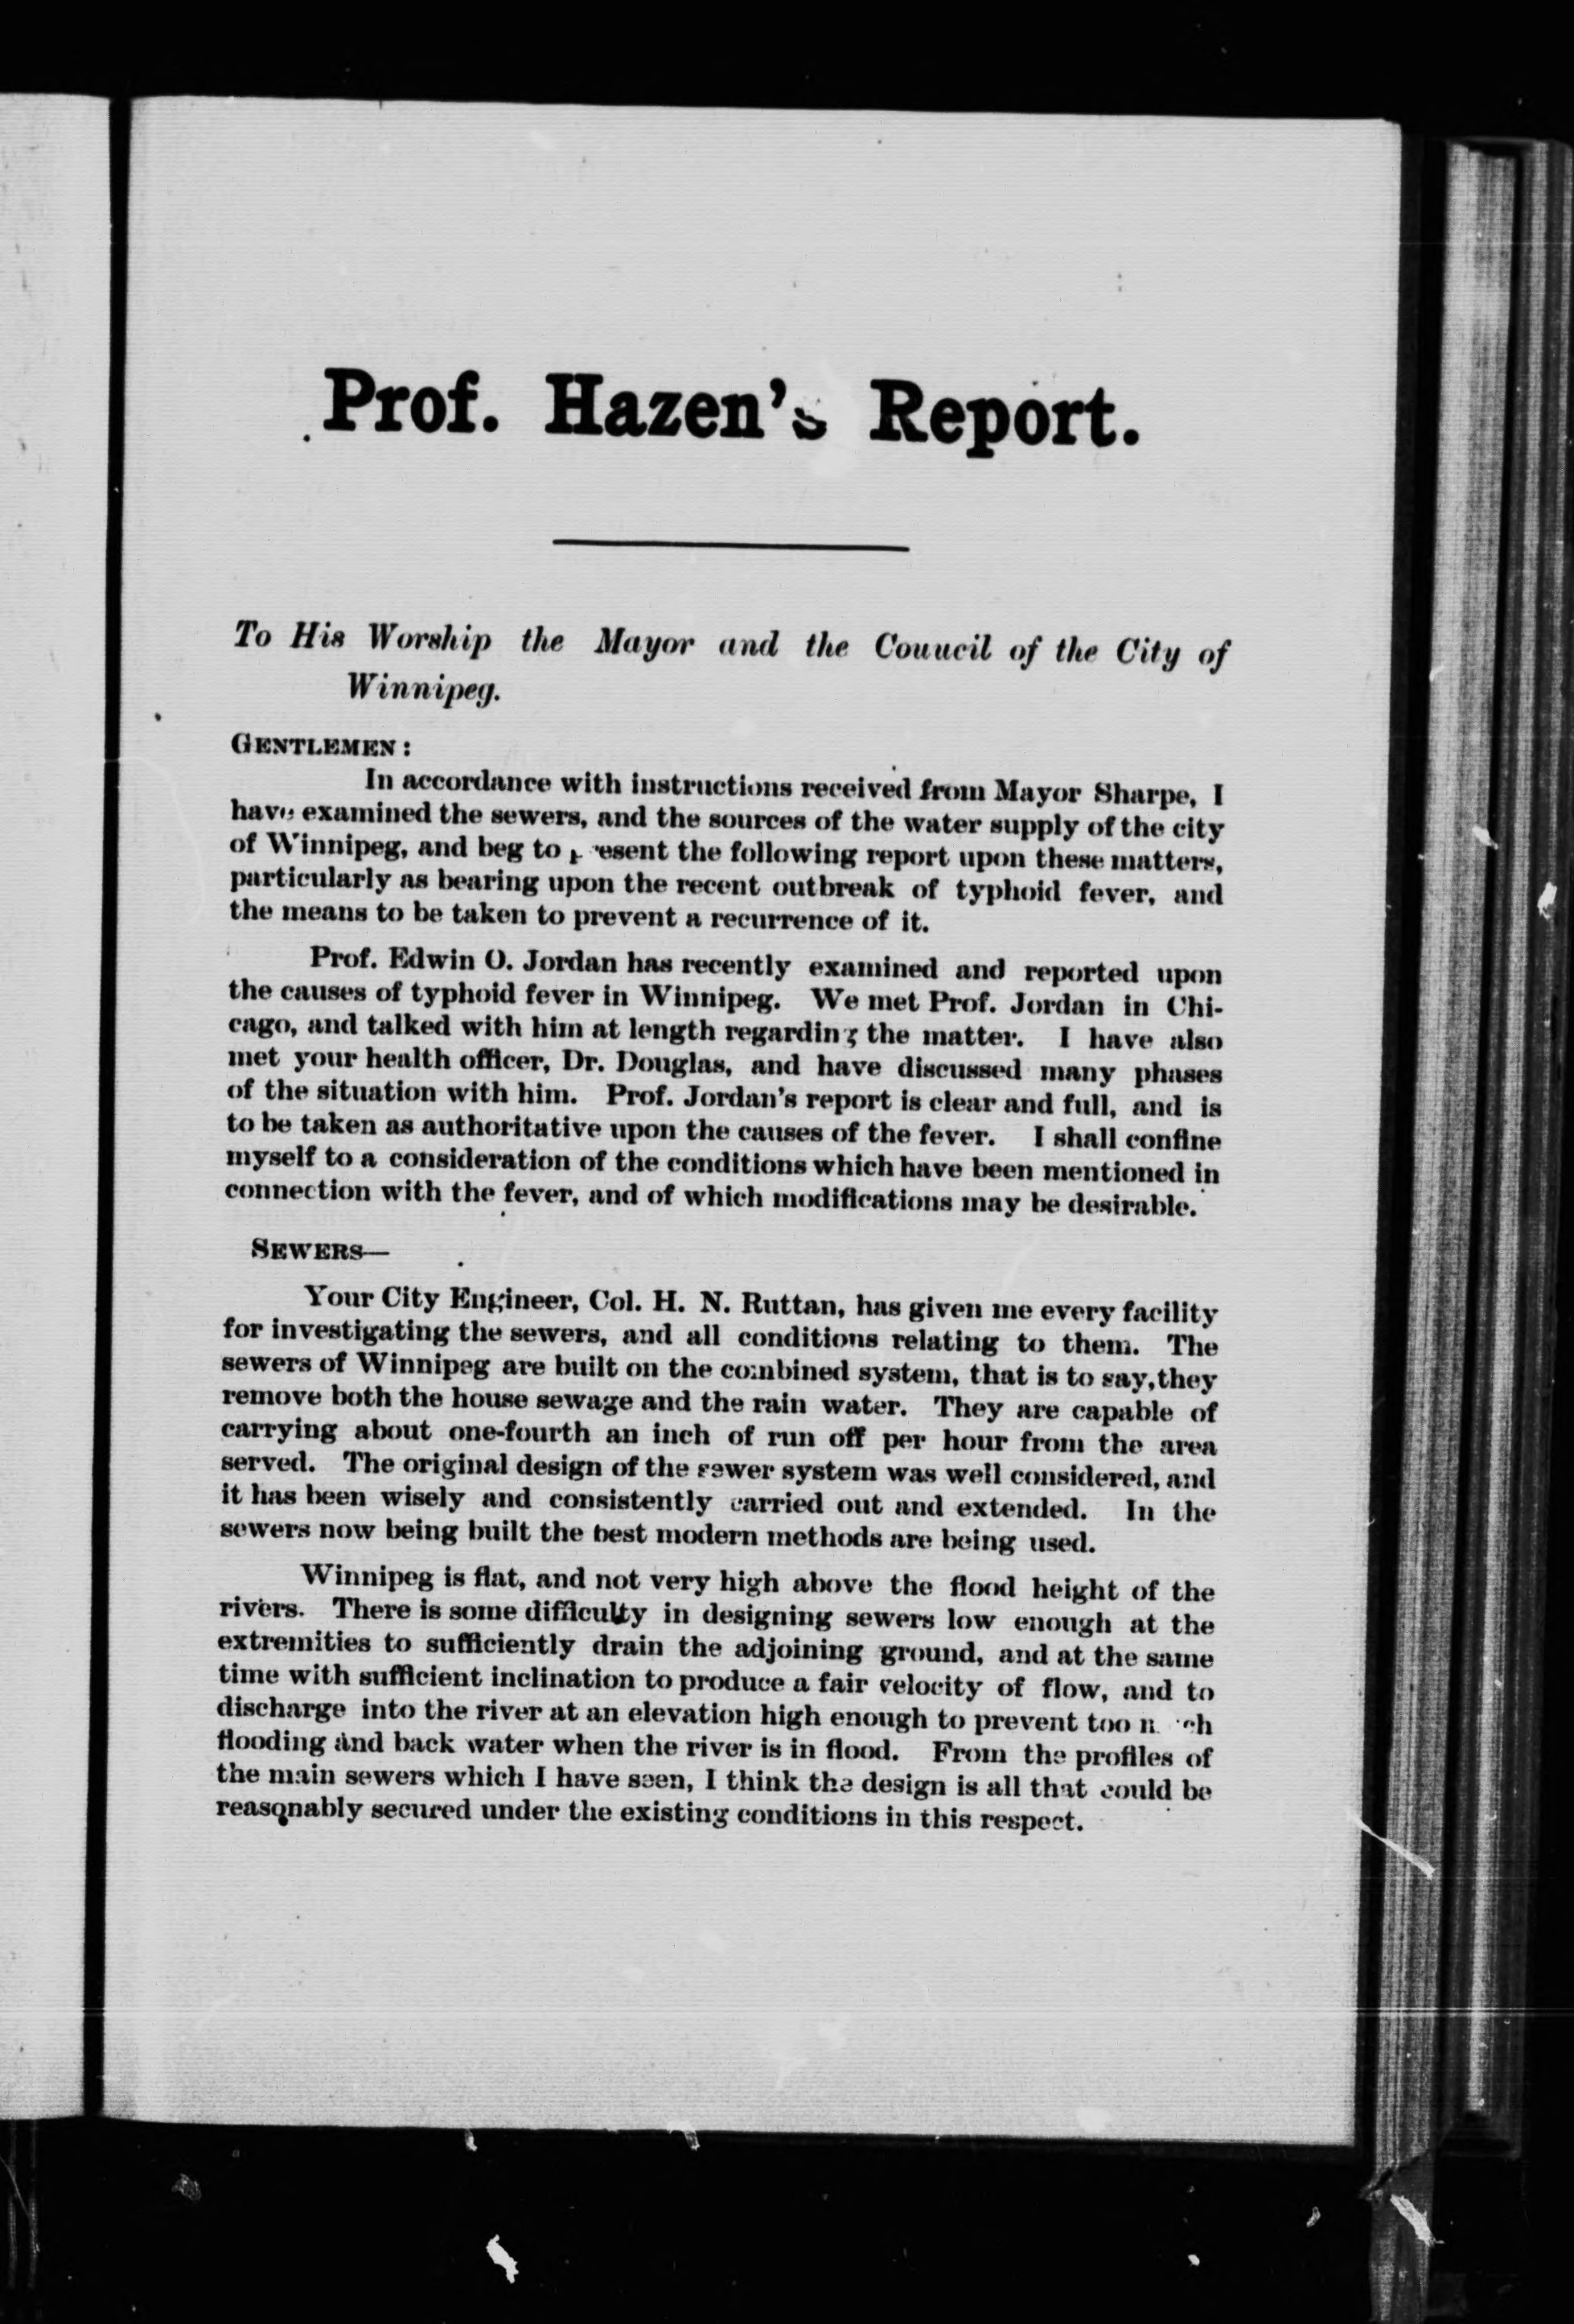 Prof. Hazen's Report.
To His Worship the Mayor and the Couucil of the City of
Winnipeg.
GENTLEMEN:
In accordance with instructions received from Mayor Sharpe, I
have examined the sewers, and the sources of the water supply of the city
of Winnipeg, and beg to present the following report upon these matters,
particularly as bearing upon the recent outbreak of typhoid fever, and
the means to be taken to prevent a recurrence of it.
Prof. Edwin O. Jordan has recently examined and reported upon
the causes of typhoid fever in Winnipeg. We met Prof. Jordan in Chi-
cago, and talked with him at length regarding the matter. I have also
met your health officer, Dr. Douglas, and have discussed many phases
of the situation with him. Prof. Jordan's report is clear and full, and is
to be taken as authoritative upon the causes of the fever. I shall confine
myself to a consideration of the conditions which have been mentioned in
connection with the fever, and of which modifications may be desirable.
SEWERS—
Your City Engineer, Col. H. N. Ruttan, has given me every facility
for investigating the sewers, and all conditions relating to them. The
sewers of Winnipeg are built on the combined system, that is to say, they
remove both the house sewage and the rain water. They are capable of
carrying about one-fourth an inch of run off per hour from the area
served. The original design of the sewer system was well considered, and
it has been wisely and consistently carried out and extended. In the
sewers now being built the best modern methods are being used.
Winnipeg is flat, and not very high above the flood height of the
rivers. There is some difficulty in designing sewers low enough at the
extremities to sufficiently drain the adjoining ground, and at the same
time with sufficient inclination to produce a fair velocity of flow, and to
discharge into the river at an elevation high enough to prevent too much
flooding and back water when the river is in flood. From the profiles of
the main sewers which I have seen, I think the design is all that could be
reasonably secured under the existing conditions in this respect.